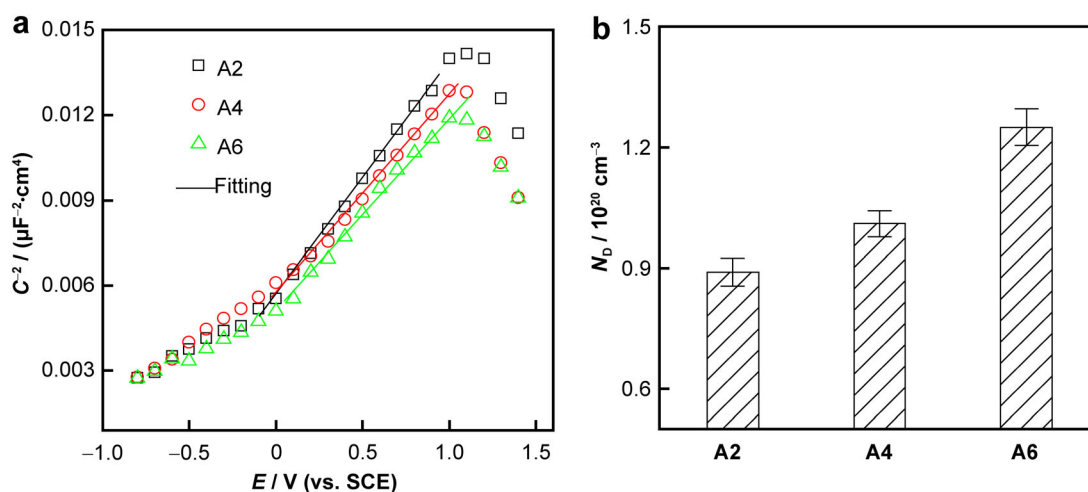 a
C⁻² / (μF⁻²·cm⁴)
0.015
0.012
0.009
0.006
0.003
A2
A4
A6
Fitting
−1.0 −0.5 0 0.5 1.0 1.5
E / V (vs. SCE)
b
N_D / 10²⁰ cm⁻³
1.5
1.2
0.9
0.6
A2 A4 A6